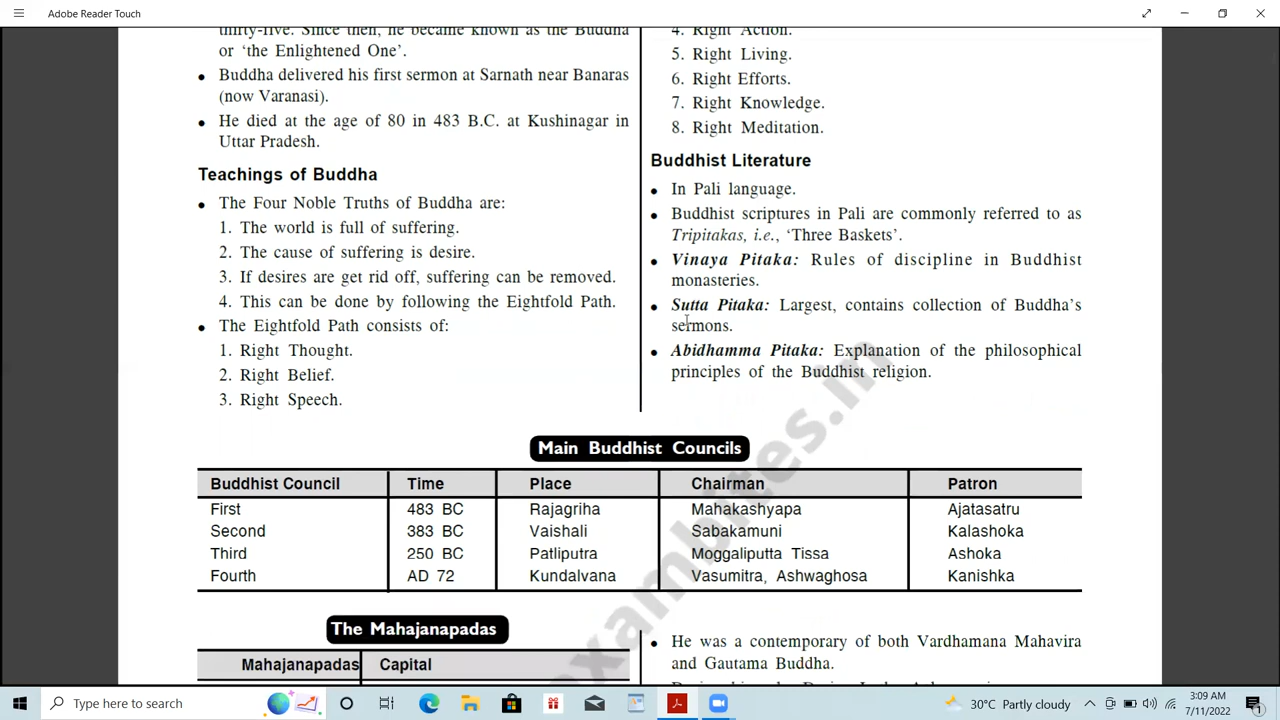 Adobe Reader Touch
thirty-five. Since then, he became known as the Buddha
or ‘the Enlightened One’.
• Buddha delivered his first sermon at Sarnath near Banaras
(now Varanasi).
• He died at the age of 80 in 483 B.C. at Kushinagar in
Uttar Pradesh.
Teachings of Buddha
• The Four Noble Truths of Buddha are:
1. The world is full of suffering.
2. The cause of suffering is desire.
3. If desires are get rid off, suffering can be removed.
4. This can be done by following the Eightfold Path.
• The Eightfold Path consists of:
1. Right Thought.
2. Right Belief.
3. Right Speech.
4. Right Action.
5. Right Living.
6. Right Efforts.
7. Right Knowledge.
8. Right Meditation.
Buddhist Literature
• In Pali language.
• Buddhist scriptures in Pali are commonly referred to as
Tripitakas, i.e., ‘Three Baskets’.
• Vinaya Pitaka: Rules of discipline in Buddhist
monasteries.
• Sutta Pitaka: Largest, contains collection of Buddha’s
sermons.
• Abidhamma Pitaka: Explanation of the philosophical
principles of the Buddhist religion.
Main Buddhist Councils
Buddhist Council Time Place Chairman Patron
First 483 BC Rajagriha Mahakashyapa Ajatasatru
Second 383 BC Vaishali Sabakamuni Kalashoka
Third 250 BC Patliputra Moggaliputta Tissa Ashoka
Fourth AD 72 Kundalvana Vasumitra, Ashwaghosa Kanishka
The Mahajanapadas
Mahajanapadas Capital
• He was a contemporary of both Vardhamana Mahavira
and Gautama Buddha.
exambites.in
Type here to search
30°C Partly cloudy
3:09 AM
7/11/2022
1